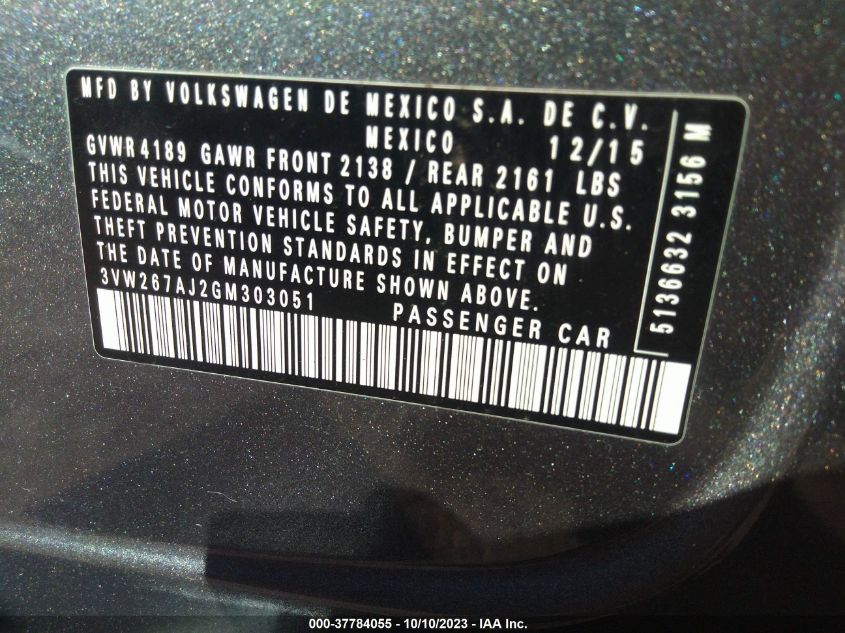 MFD BY VOLKSWAGEN DE MEXICO S.A. DE C.V.
MEXICO 12/15
GVWR 4189 GAWR FRONT 2138 / REAR 2161 LBS
THIS VEHICLE CONFORMS TO ALL APPLICABLE U.S.
FEDERAL MOTOR VEHICLE SAFETY, BUMPER AND
THEFT PREVENTION STANDARDS IN EFFECT ON
THE DATE OF MANUFACTURE SHOWN ABOVE.
3VW267AJ2GM303051
PASSENGER CAR
5136632 3156 M
000-37784055 - 10/10/2023 - IAA Inc.